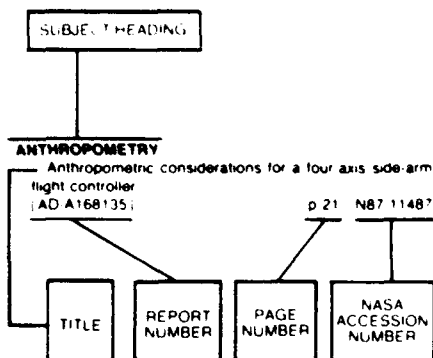 SUBJECT HEADING
ANTHROPOMETRY
Anthropometric considerations for a four axis side-arm
flight controller
[AD-A168135] p 21 N87-11487
TITLE
REPORT
NUMBER
PAGE
NUMBER
NASA
ACCESSION
NUMBER